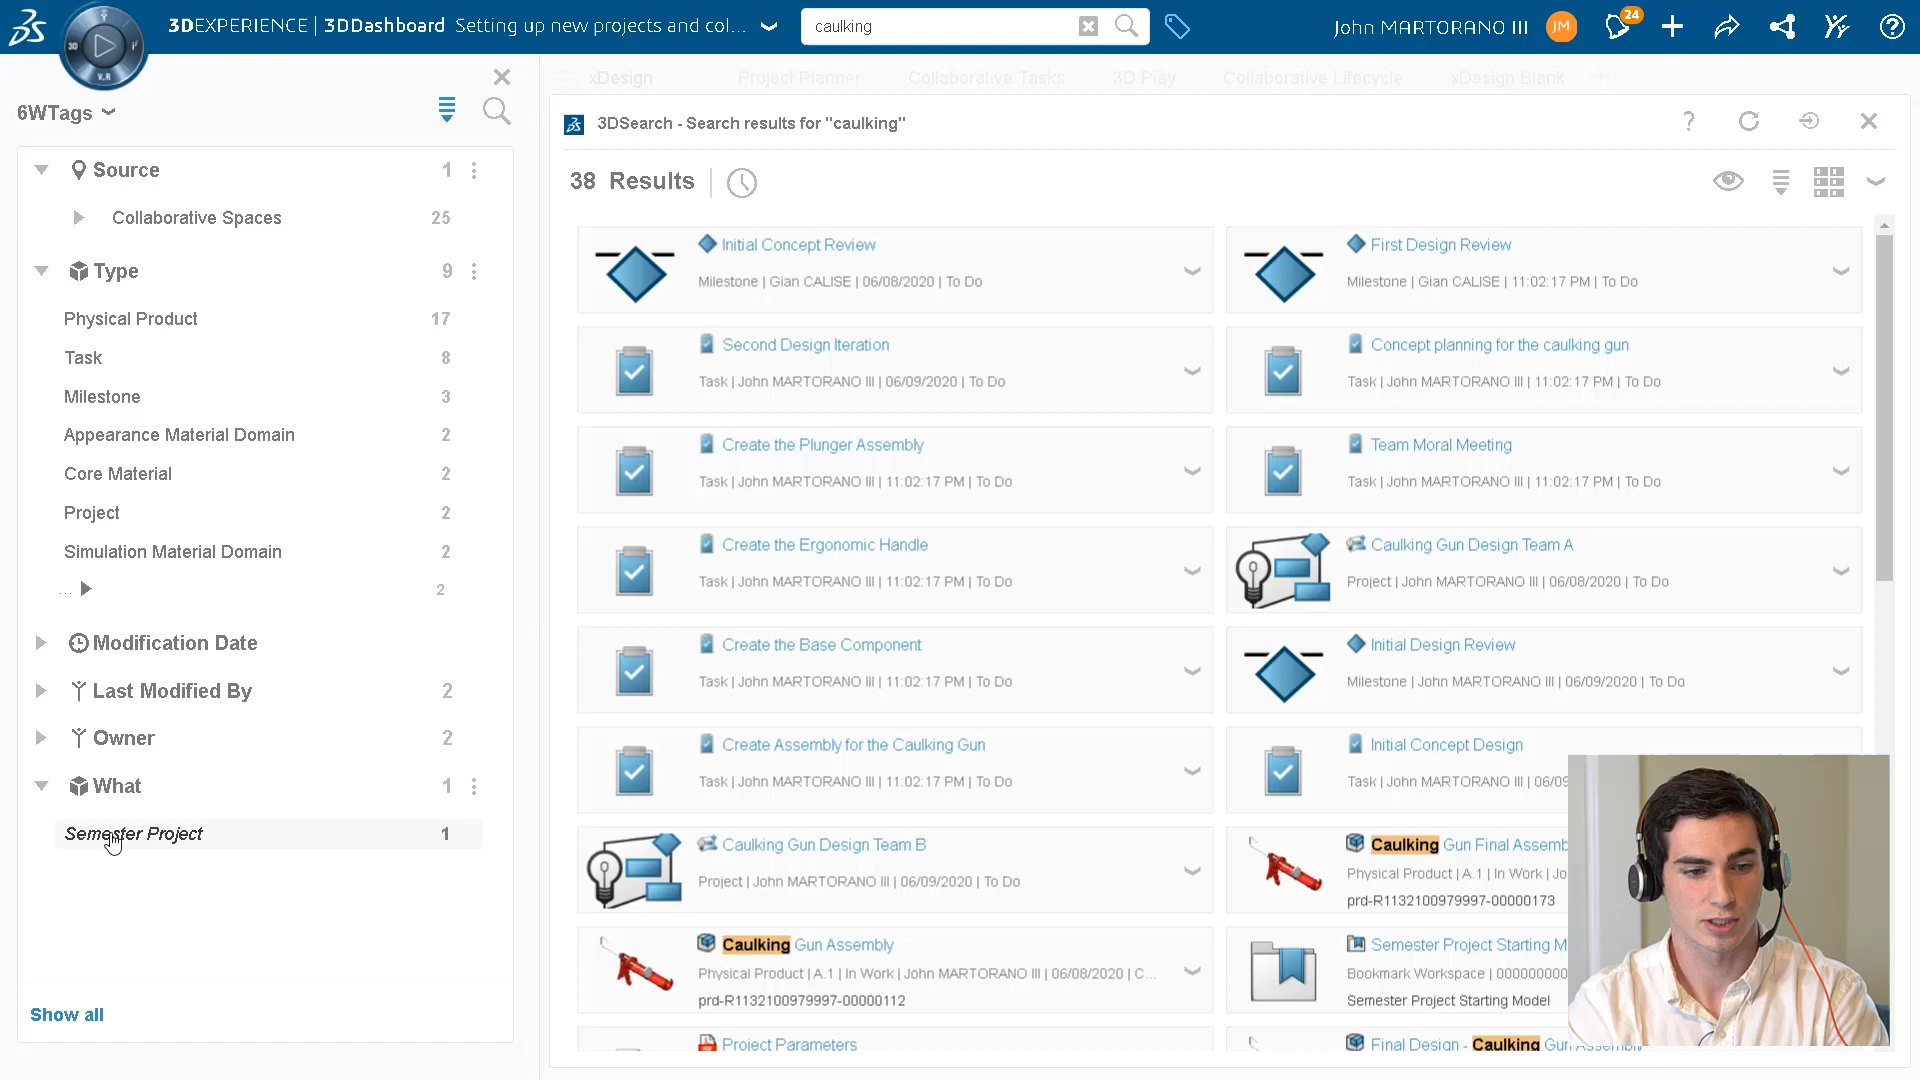 3DEXPERIENCE | 3DDashboard Setting up new projects and col...
caulking
John MARTORANO III
JM
24
3D
V.R
6WTags
Source 1
Collaborative Spaces 25
Type 9
Physical Product 17
Task 8
Milestone 3
Appearance Material Domain 2
Core Material 2
Project 2
Simulation Material Domain 2
... 2
Modification Date
Last Modified By 2
Owner 2
What 1
Semester Project 1
Show all
xDesign Project Planner Collaborative Tasks 3D Play Collaborative Lifecycle xDesign Blank
3DSearch - Search results for "caulking"
38 Results
Initial Concept Review
Milestone | Gian CALISE | 06/08/2020 | To Do
First Design Review
Milestone | Gian CALISE | 11:02:17 PM | To Do
Second Design Iteration
Task | John MARTORANO III | 06/09/2020 | To Do
Concept planning for the caulking gun
Task | John MARTORANO III | 11:02:17 PM | To Do
Create the Plunger Assembly
Task | John MARTORANO III | 11:02:17 PM | To Do
Team Moral Meeting
Task | John MARTORANO III | 11:02:17 PM | To Do
Create the Ergonomic Handle
Task | John MARTORANO III | 11:02:17 PM | To Do
Caulking Gun Design Team A
Project | John MARTORANO III | 06/08/2020 | To Do
Create the Base Component
Task | John MARTORANO III | 11:02:17 PM | To Do
Initial Design Review
Milestone | John MARTORANO III | 06/09/2020 | To Do
Create Assembly for the Caulking Gun
Task | John MARTORANO III | 11:02:17 PM | To Do
Initial Concept Design
Task | John MARTORANO III | 06/09
Caulking Gun Design Team B
Project | John MARTORANO III | 06/09/2020 | To Do
Caulking Gun Final Assemb
Physical Product | A.1 | In Work | Jo
prd-R1132100979997-00000173
Caulking Gun Assembly
Physical Product | A.1 | In Work | John MARTORANO III | 06/08/2020 | C...
prd-R1132100979997-00000112
Semester Project Starting M
Bookmark Workspace | 000000000
Semester Project Starting Model
Project Parameters
Final Design - Caulking Gun Assembly